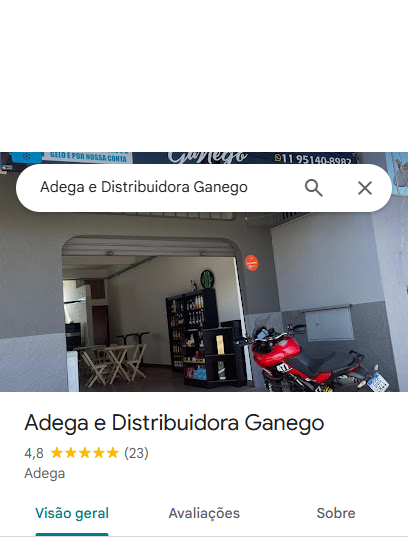 GELO E POR NOSSA CONTA
GaNego
11 95140-8982
Adega e Distribuidora Ganego
Adega e Distribuidora Ganego
4,8 (23)
Adega
Visão geral
Avaliações
Sobre